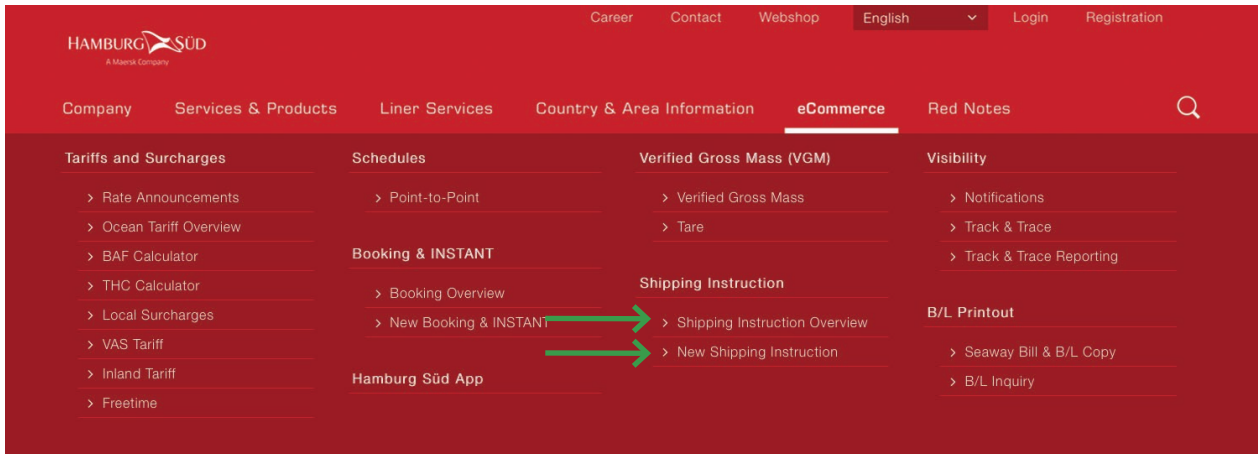 Career Contact Webshop English Login Registration
HAMBURG SÜD
A Maersk Company
Company Services & Products Liner Services Country & Area Information eCommerce Red Notes
Tariffs and Surcharges
> Rate Announcements
> Ocean Tariff Overview
> BAF Calculator
> THC Calculator
> Local Surcharges
> VAS Tariff
> Inland Tariff
> Freetime
Schedules
> Point-to-Point
Booking & INSTANT
> Booking Overview
> New Booking & INSTANT
Hamburg Süd App
Verified Gross Mass (VGM)
> Verified Gross Mass
> Tare
Shipping Instruction
> Shipping Instruction Overview
> New Shipping Instruction
Visibility
> Notifications
> Track & Trace
> Track & Trace Reporting
B/L Printout
> Seaway Bill & B/L Copy
> B/L Inquiry